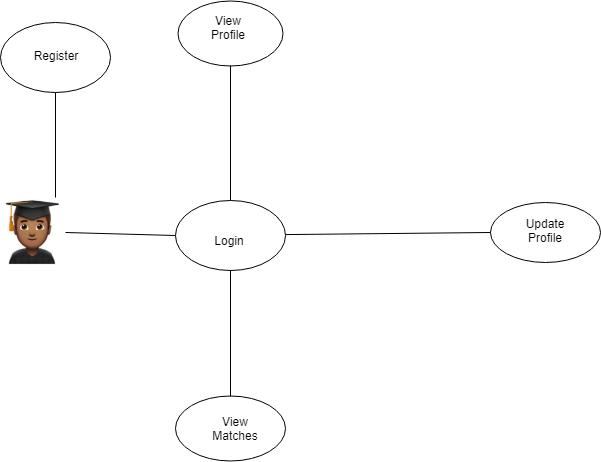 View
Profile
Register
Login
Update
Profile
View
Matches